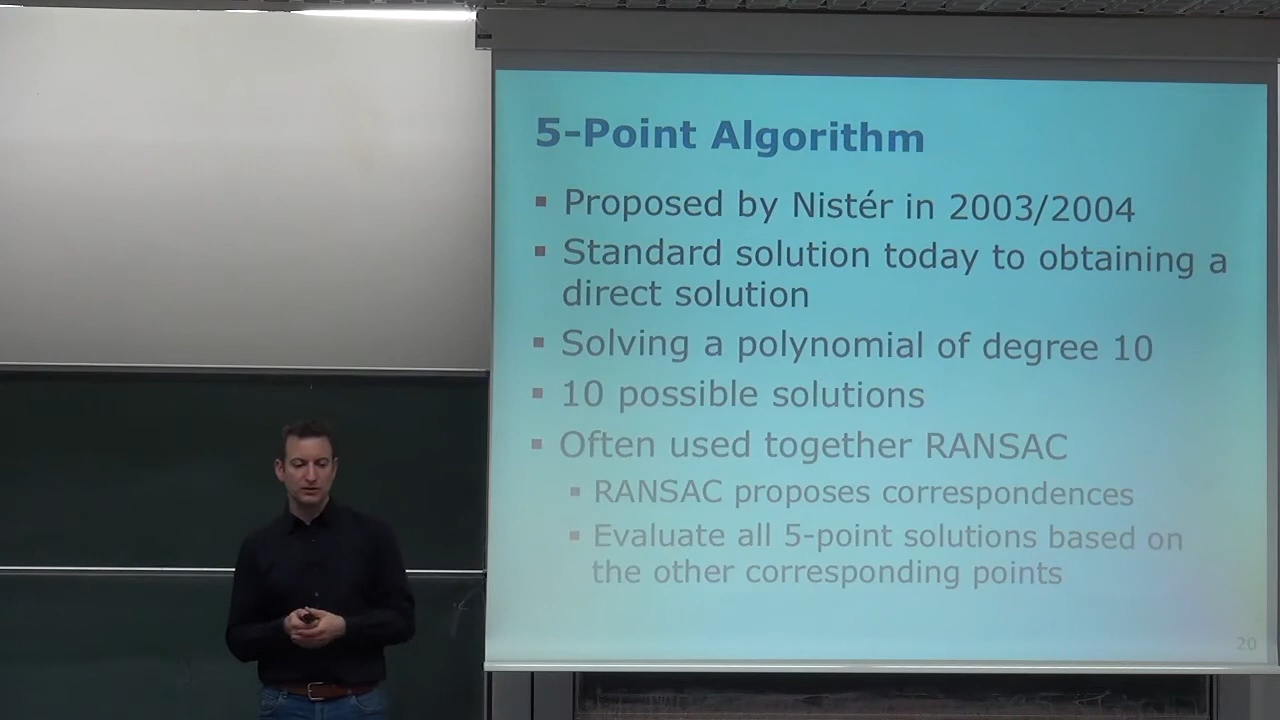 5-Point Algorithm
▪ Proposed by Nistér in 2003/2004
▪ Standard solution today to obtaining a
direct solution
▪ Solving a polynomial of degree 10
▪ 10 possible solutions
▪ Often used together RANSAC
▪ RANSAC proposes correspondences
▪ Evaluate all 5-point solutions based on
the other corresponding points
20